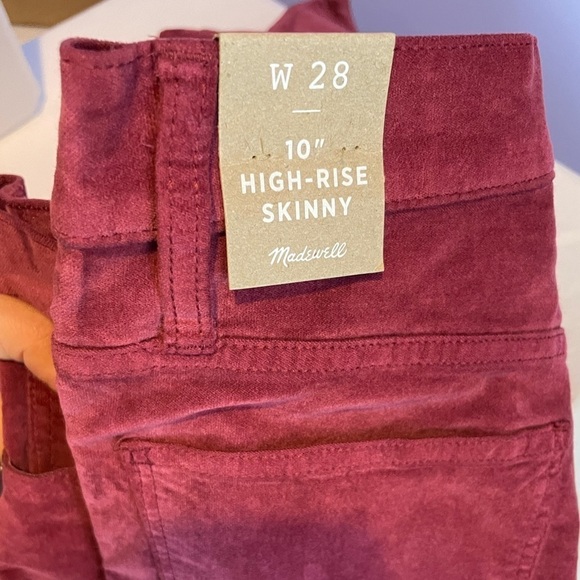 W 28
10"
HIGH-RISE
SKINNY
Madewell